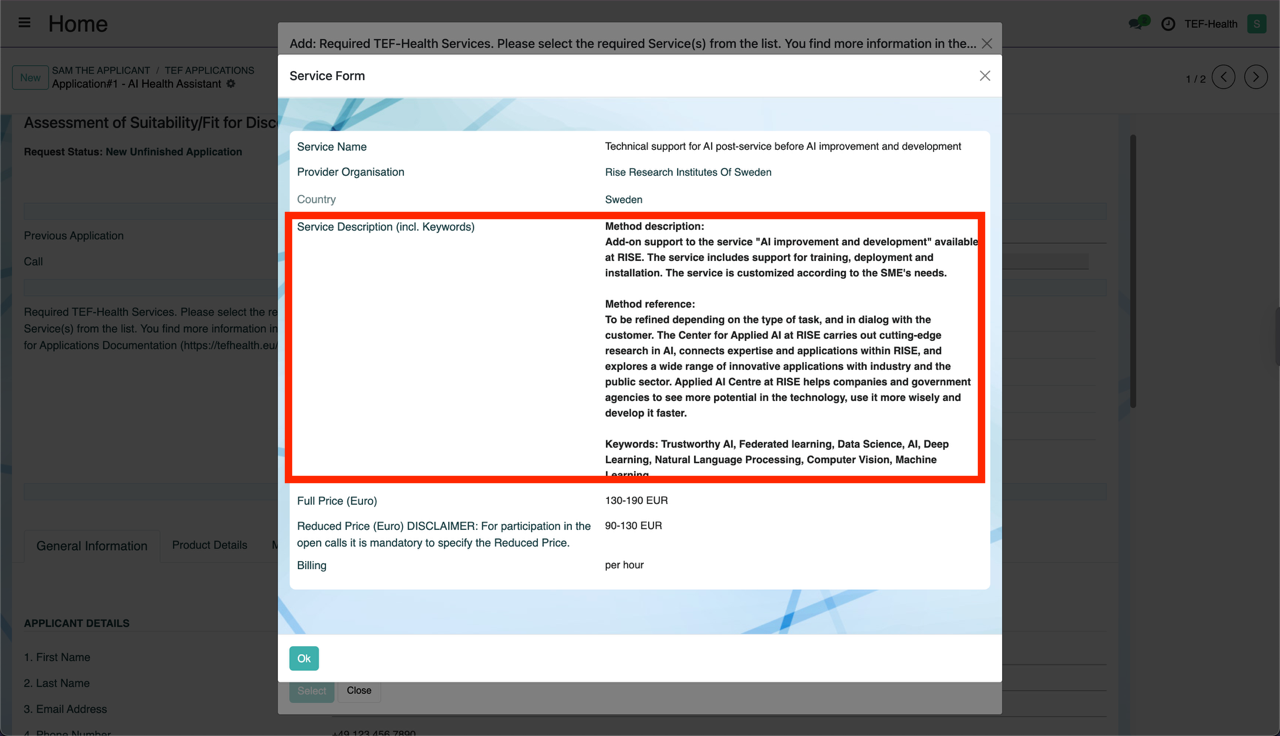 Home
TEF-Health
S
Add: Required TEF-Health Services. Please select the required Service(s) from the list. You find more information in the...
Service Form
New
SAM THE APPLICANT / TEF APPLICATIONS
Application#1 - AI Health Assistant
1 / 2
Assessment of Suitability/Fit for Disc
Request Status: New Unfinished Application
Previous Application
Call
Required TEF-Health Services. Please select the re
Service(s) from the list. You find more information in
for Applications Documentation (https://tefhealth.eu/
General Information
Product Details
M
APPLICANT DETAILS
1. First Name
2. Last Name
3. Email Address
4. Phone Number
+49 123 456 7890
Service Name
Technical support for AI post-service before AI improvement and development
Provider Organisation
Rise Research Institutes Of Sweden
Country
Sweden
Service Description (incl. Keywords)
Method description:
Add-on support to the service "AI improvement and development" available
at RISE. The service includes support for training, deployment and
installation. The service is customized according to the SME's needs.
Method reference:
To be refined depending on the type of task, and in dialog with the
customer. The Center for Applied AI at RISE carries out cutting-edge
research in AI, connects expertise and applications within RISE, and
explores a wide range of innovative applications with industry and the
public sector. Applied AI Centre at RISE helps companies and government
agencies to see more potential in the technology, use it more wisely and
develop it faster.
Keywords: Trustworthy AI, Federated learning, Data Science, AI, Deep
Learning, Natural Language Processing, Computer Vision, Machine
Learning
Full Price (Euro)
130-190 EUR
Reduced Price (Euro) DISCLAIMER: For participation in the
open calls it is mandatory to specify the Reduced Price.
90-130 EUR
Billing
per hour
Ok
Select
Close